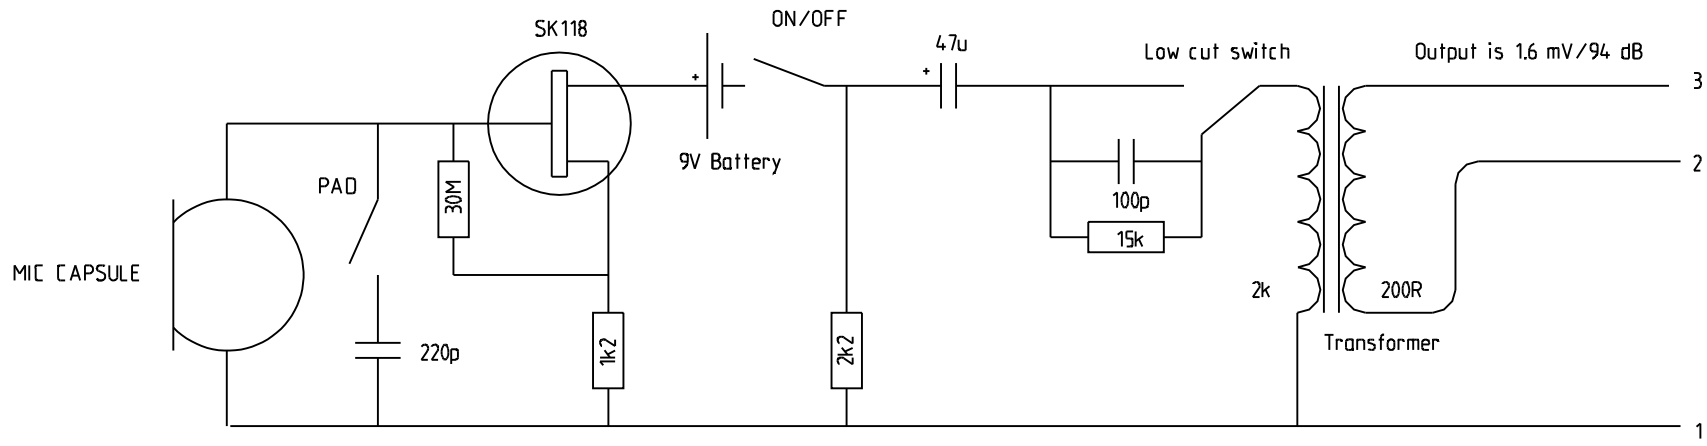 ON/OFF
SK118
47u
Low cut switch
Output is 1.6 mV/94 dB
+
+
3
9V Battery
2
PAD
30M
100p
15k
MIC CAPSULE
2k
200R
Transformer
220p
1k2
2k2
1